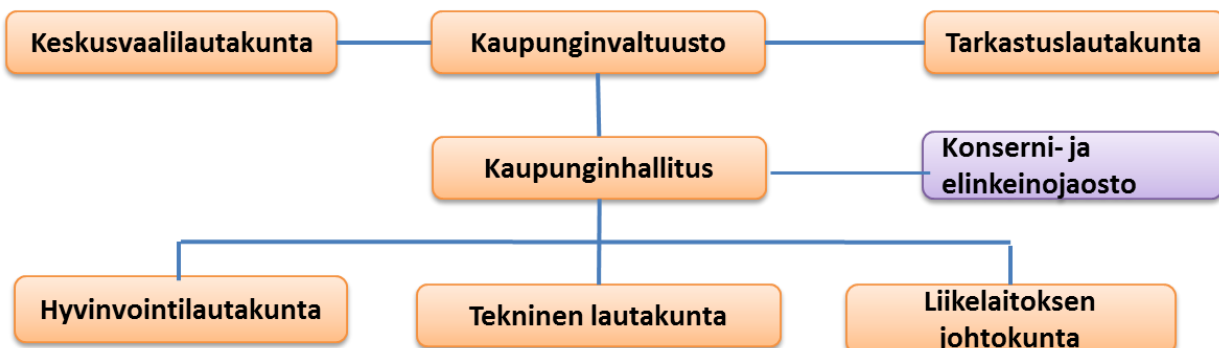 Keskusvaalilautakunta
Kaupunginvaltuusto
Tarkastuslautakunta
Kaupunginhallitus
Konserni- ja
elinkeinojaosto
Hyvinvointilautakunta
Tekninen lautakunta
Liikelaitoksen
johtokunta